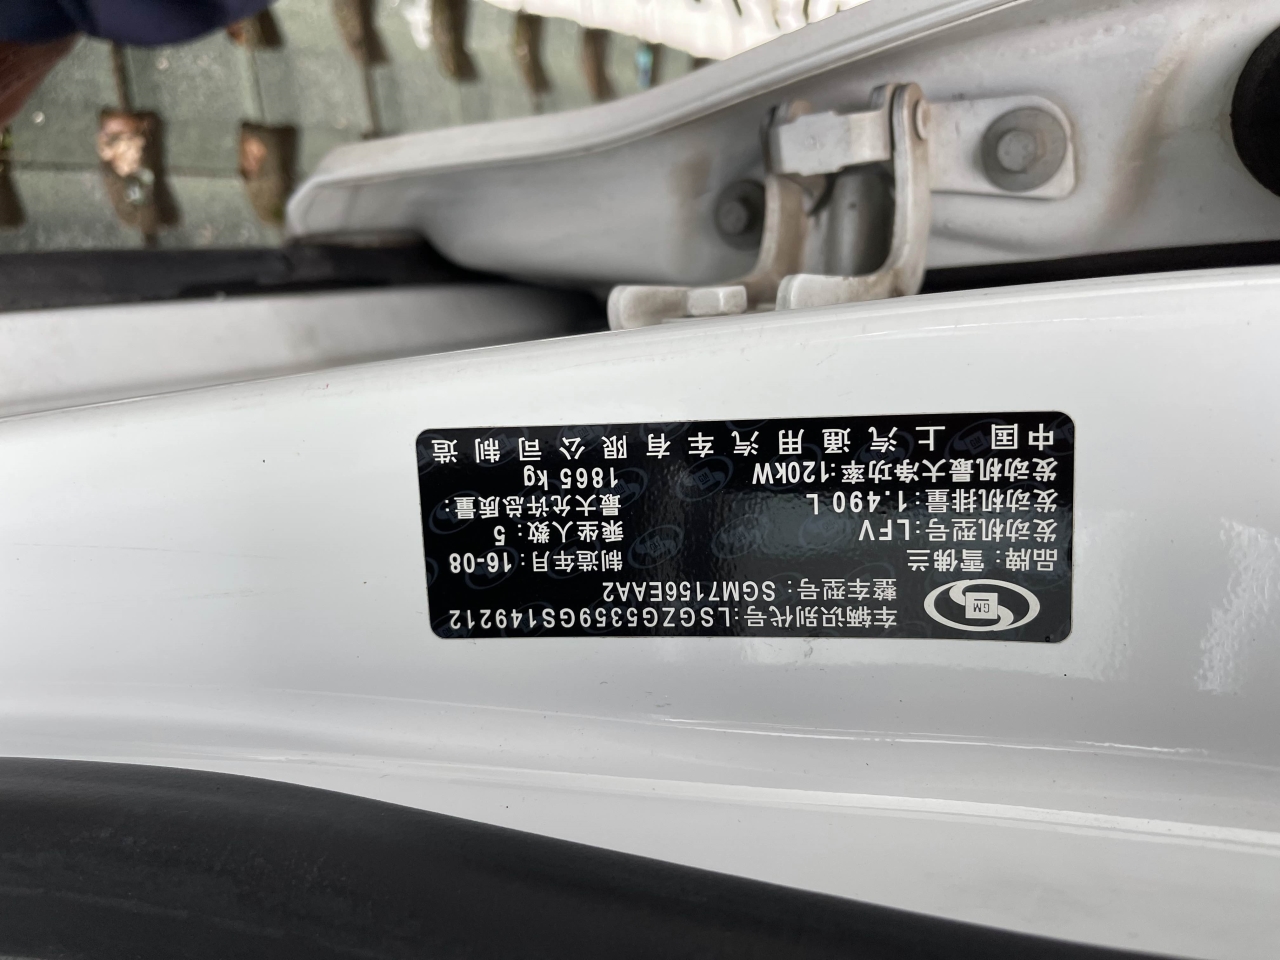 车辆识别代号:LSGZG5359GS149212
整车型号: SGM7156EAA2
GM
品牌: 雪佛兰 制造年月: 16-08
发动机型号:LFV 乘坐人数: 5
发动机排量:1.490 L 最大允许总质量:
发动机最大净功率:120kW 1865 kg
中国 上汽通用汽车有限公司制造